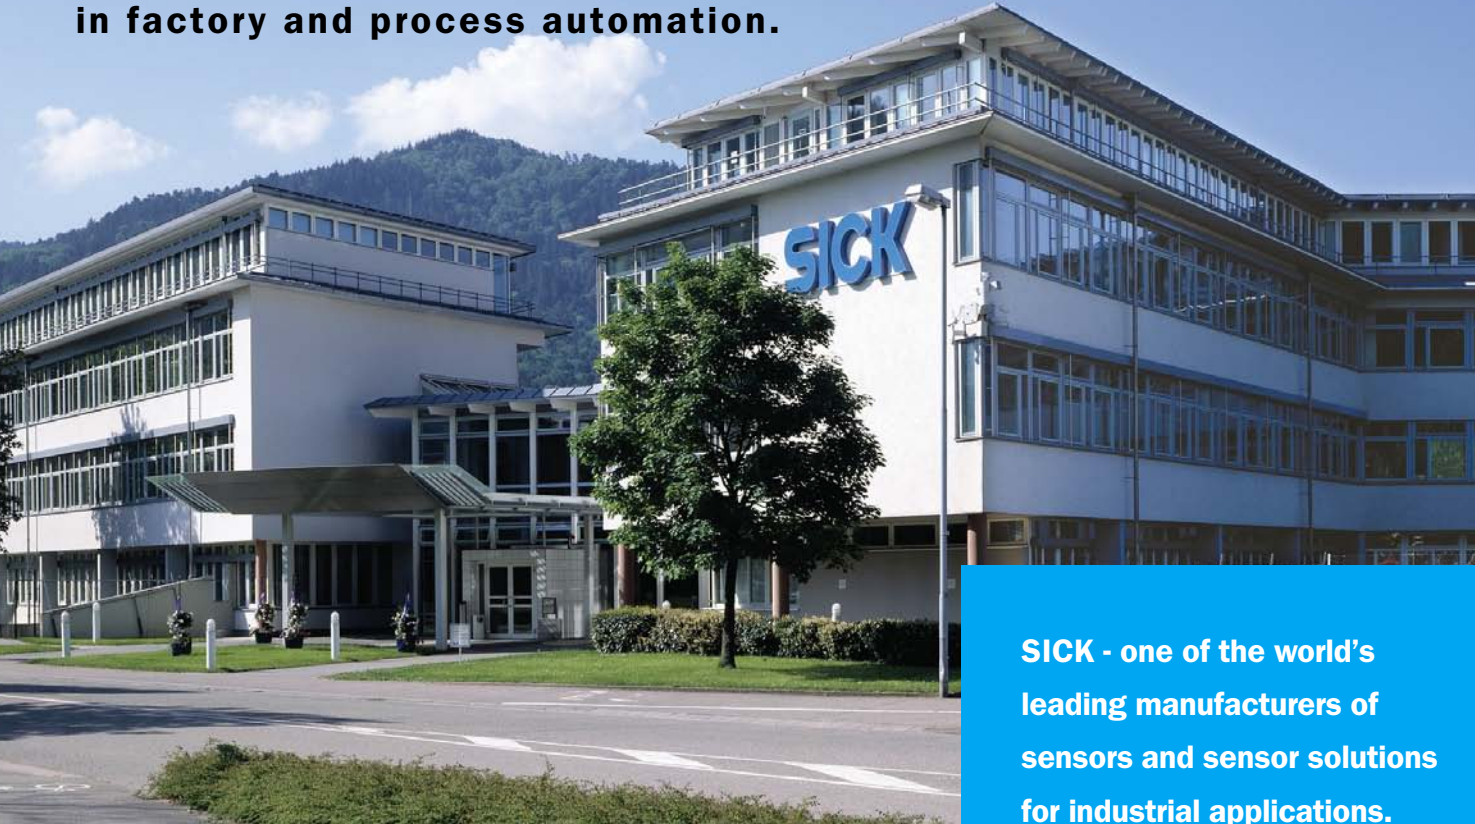 in factory and process automation.
SICK
SICK - one of the world's
leading manufacturers of
sensors and sensor solutions
for industrial applications.